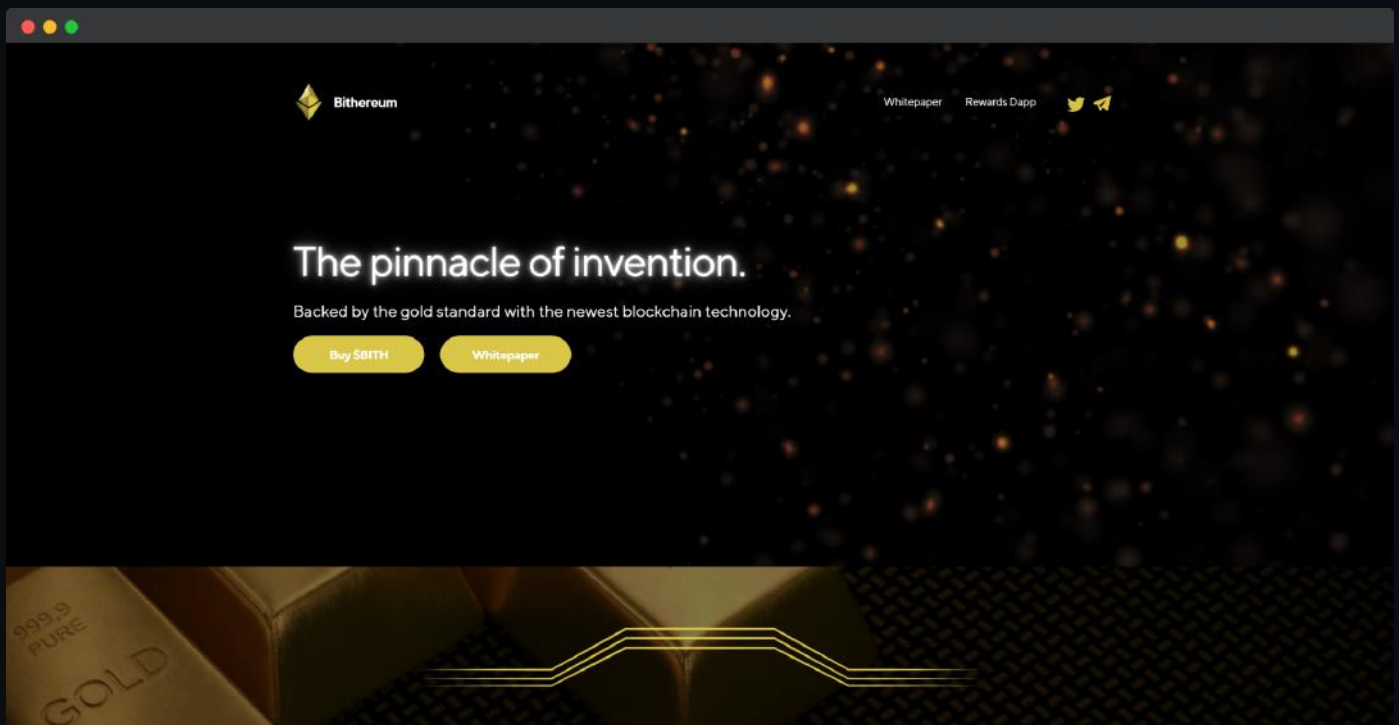 Bithereum
Whitepaper Rewards Dapp
The pinnacle of invention.
Backed by the gold standard with the newest blockchain technology.
Buy $BITH Whitepaper
999,9
PURE
GOLD